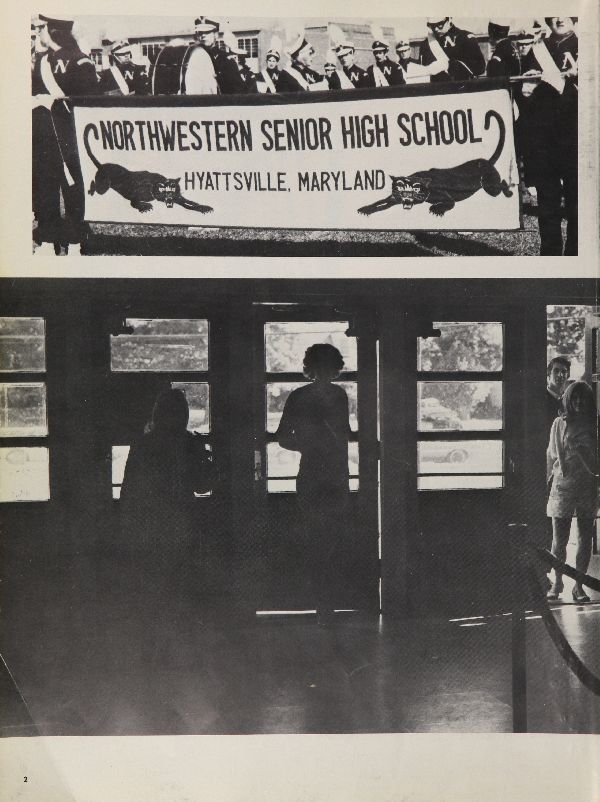 N N N N N N
NORTHWESTERN SENIOR HIGH SCHOOL
HYATTSVILLE, MARYLAND
2